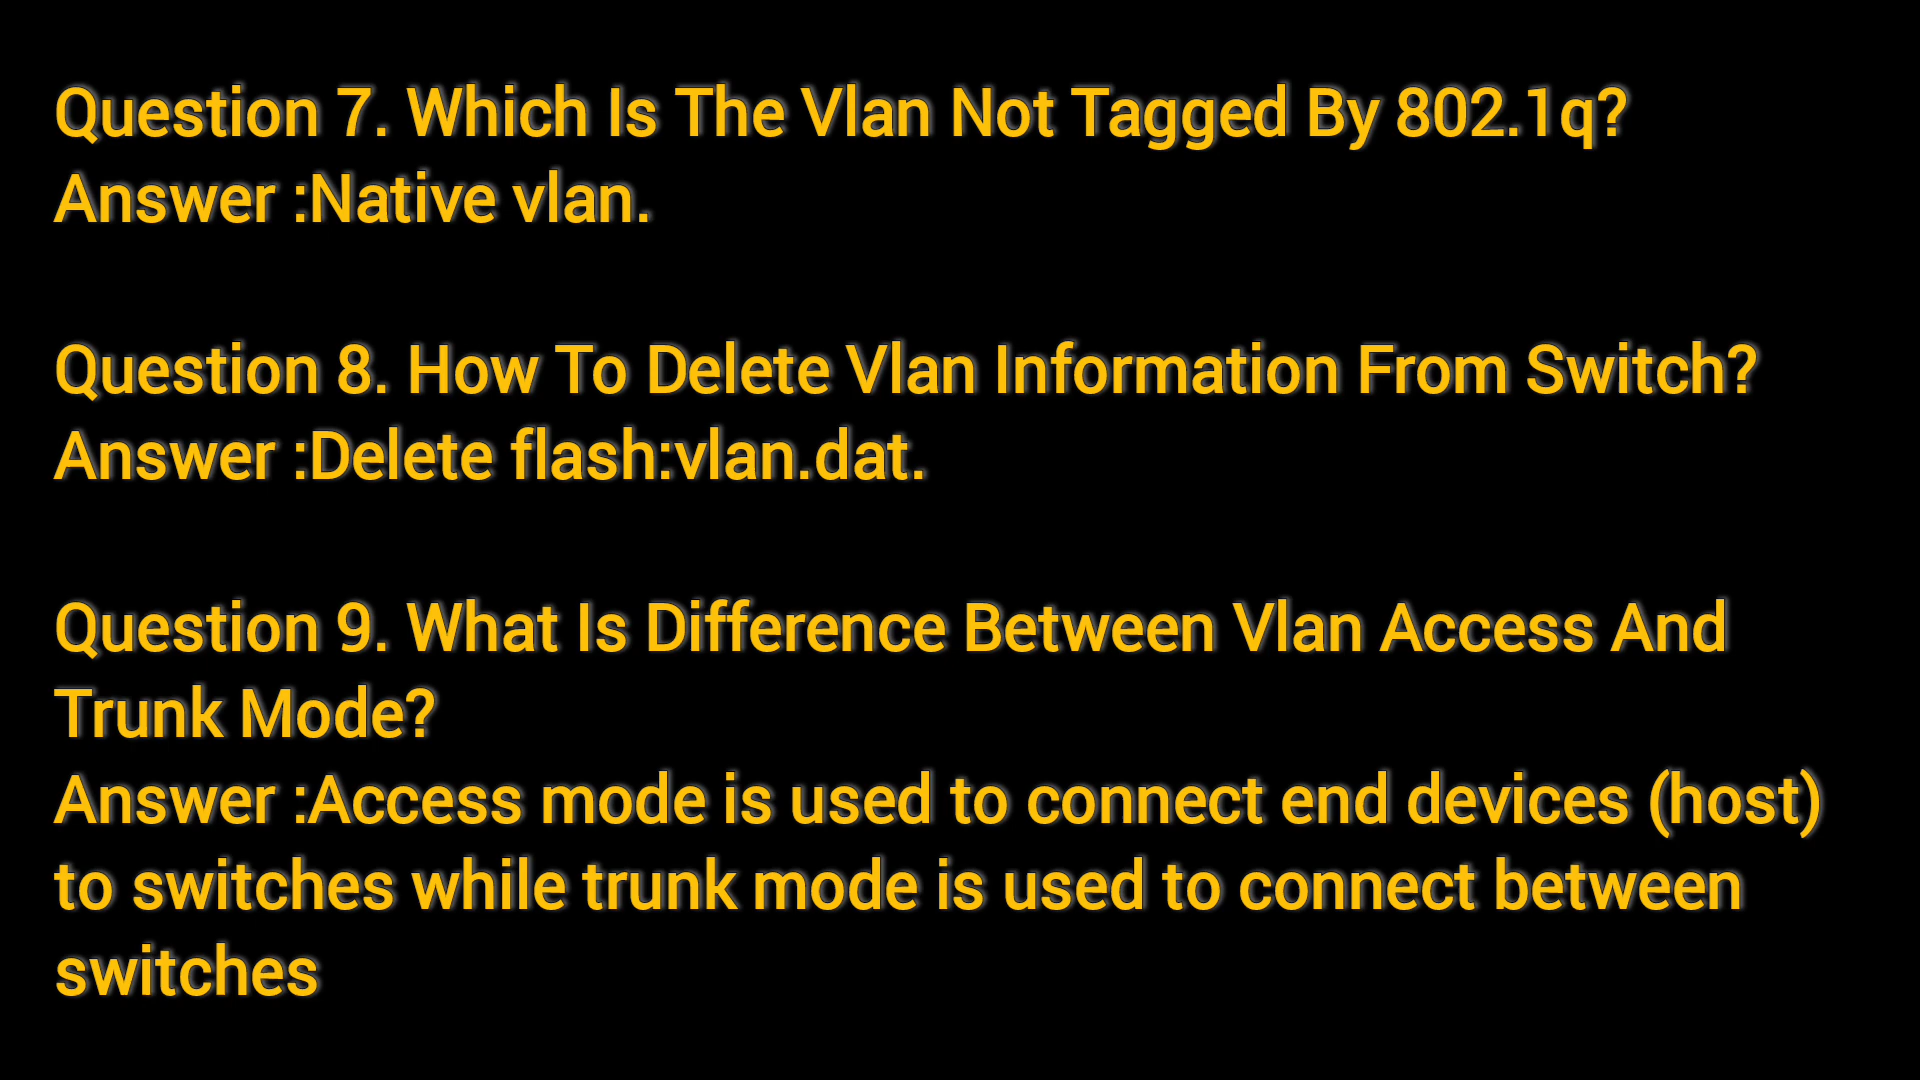 Question 7. Which Is The Vlan Not Tagged By 802.1q?
Answer :Native vlan.
Question 8. How To Delete Vlan Information From Switch?
Answer :Delete flash:vlan.dat.
Question 9. What Is Difference Between Vlan Access And
Trunk Mode?
Answer :Access mode is used to connect end devices (host)
to switches while trunk mode is used to connect between
switches